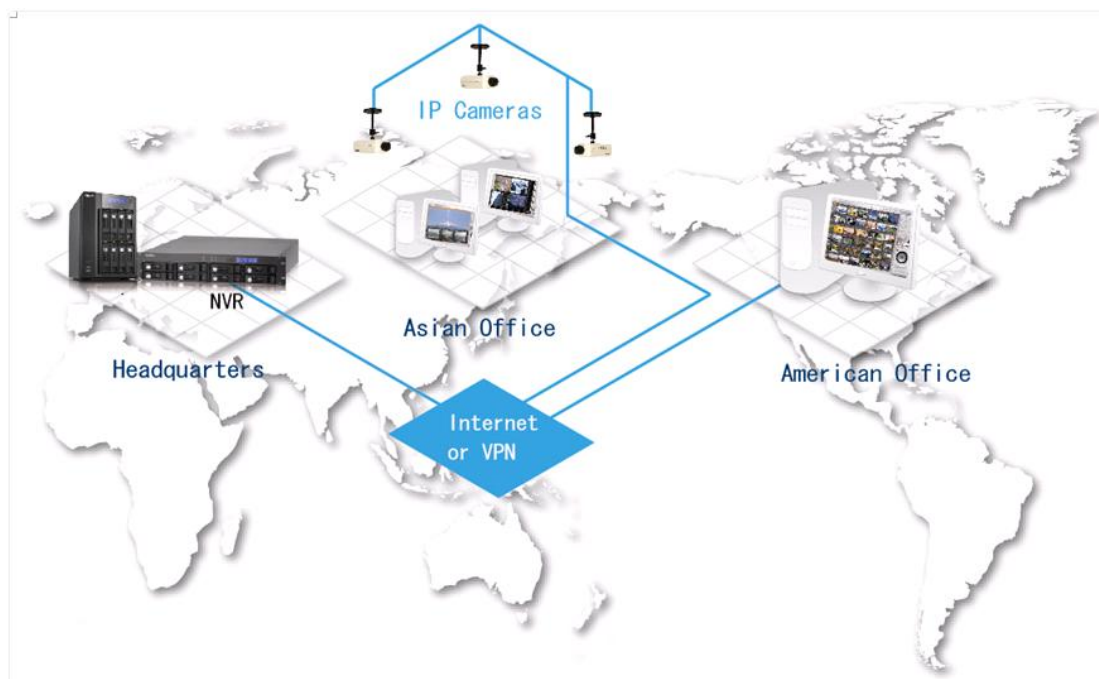 IP Cameras
NVR
Asian Office
Headquarters
American Office
Internet
or VPN